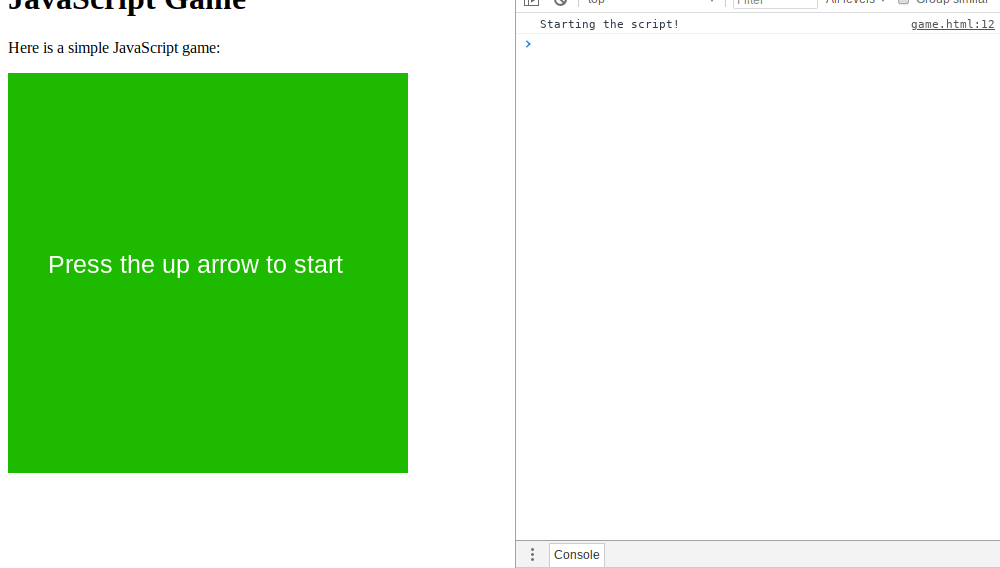 JavaScript Game
Here is a simple JavaScript game:
Press the up arrow to start
top
Filter
All levels
Group similar
Starting the script!
game.html:12
Console